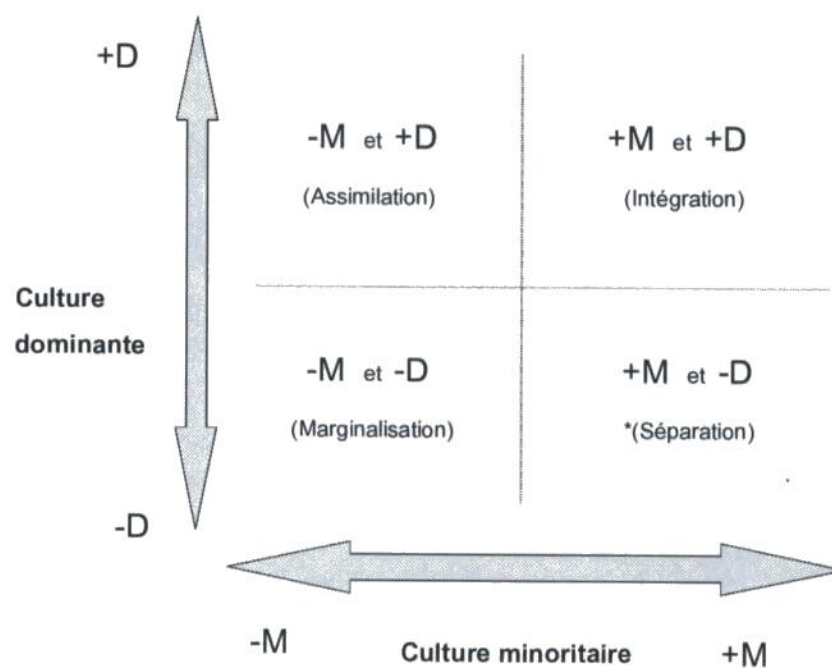 +D
-M et +D
+M et +D
(Assimilation)
(Intégration)
Culture
dominante
-M et -D
+M et -D
(Marginalisation)
*(Séparation)
-D
-M
Culture minoritaire
+M